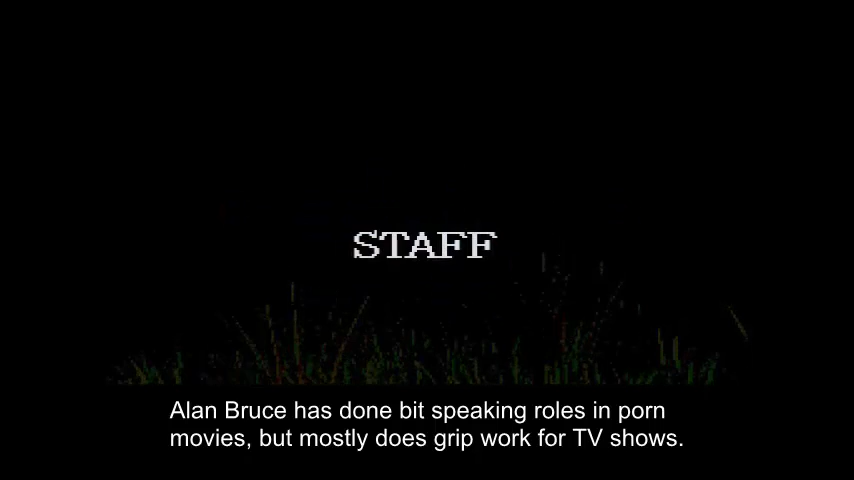 STAFF
Alan Bruce has done bit speaking roles in porn
movies, but mostly does grip work for TV shows.